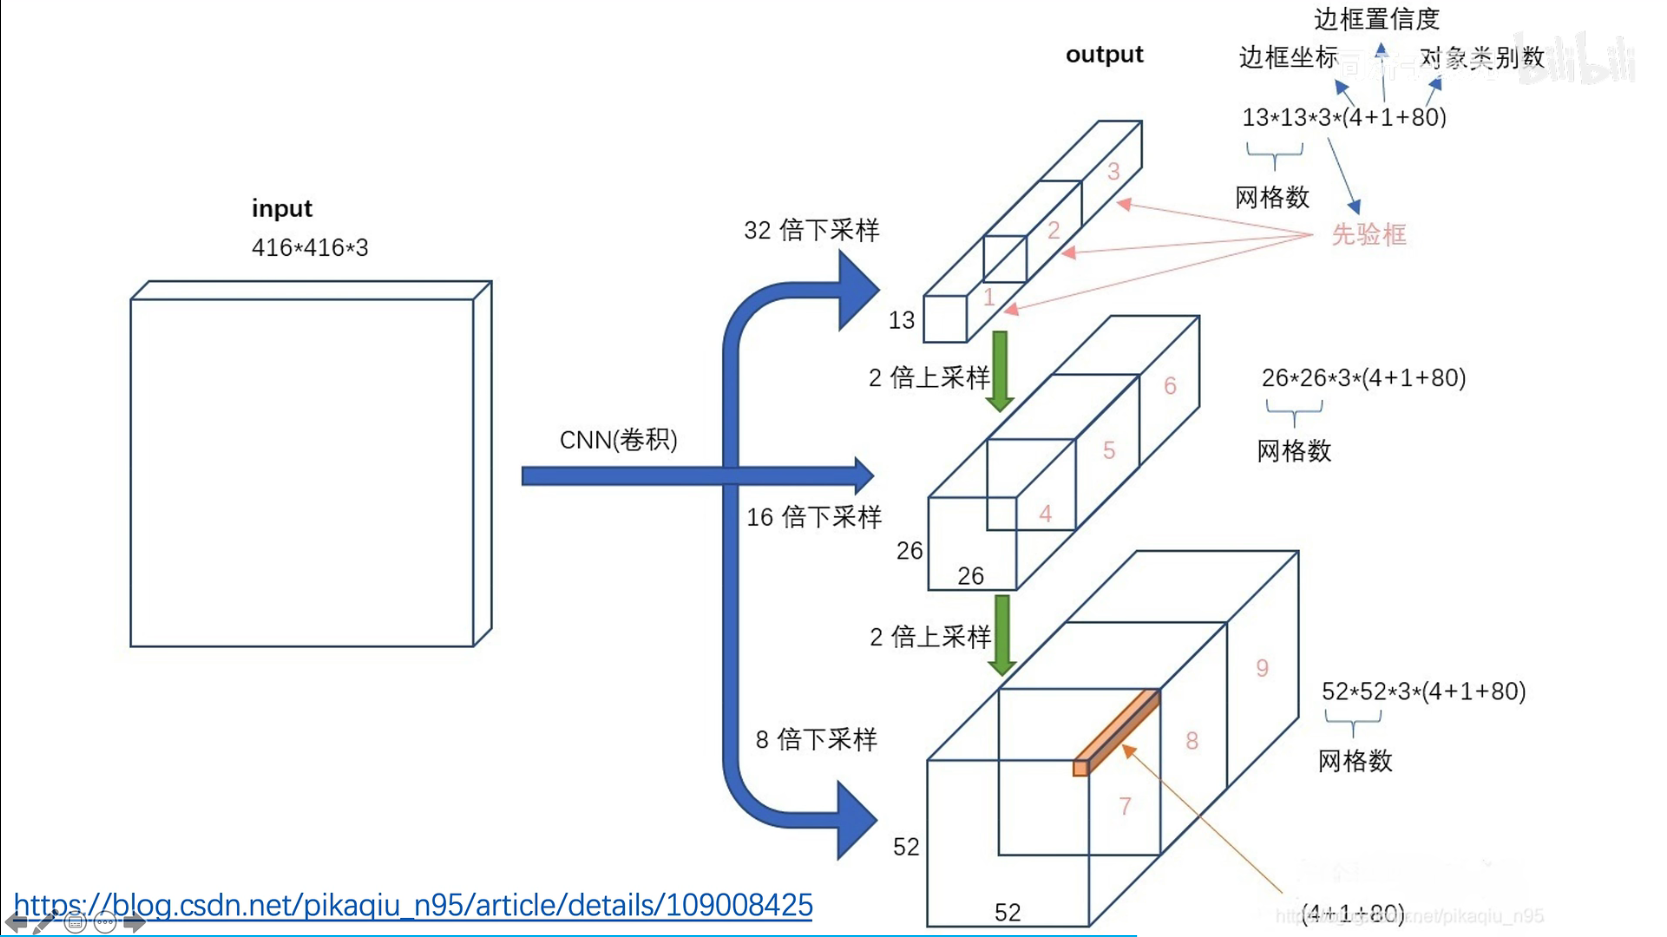 边框置信度
边框坐标
对象类别数
bilibili
output
13*13*3*(4+1+80)
网格数
先验框
input
416*416*3
32 倍下采样
3
2
1
13
2 倍上采样
26*26*3*(4+1+80)
网格数
6
5
4
CNN(卷积)
16 倍下采样
26
26
2 倍上采样
52*52*3*(4+1+80)
网格数
9
8
7
8 倍下采样
52
52
(4+1+80)
https://blog.csdn.net/pikaqiu_n95/article/details/109008425
https://blog.csdn.net/pikaqiu_n95